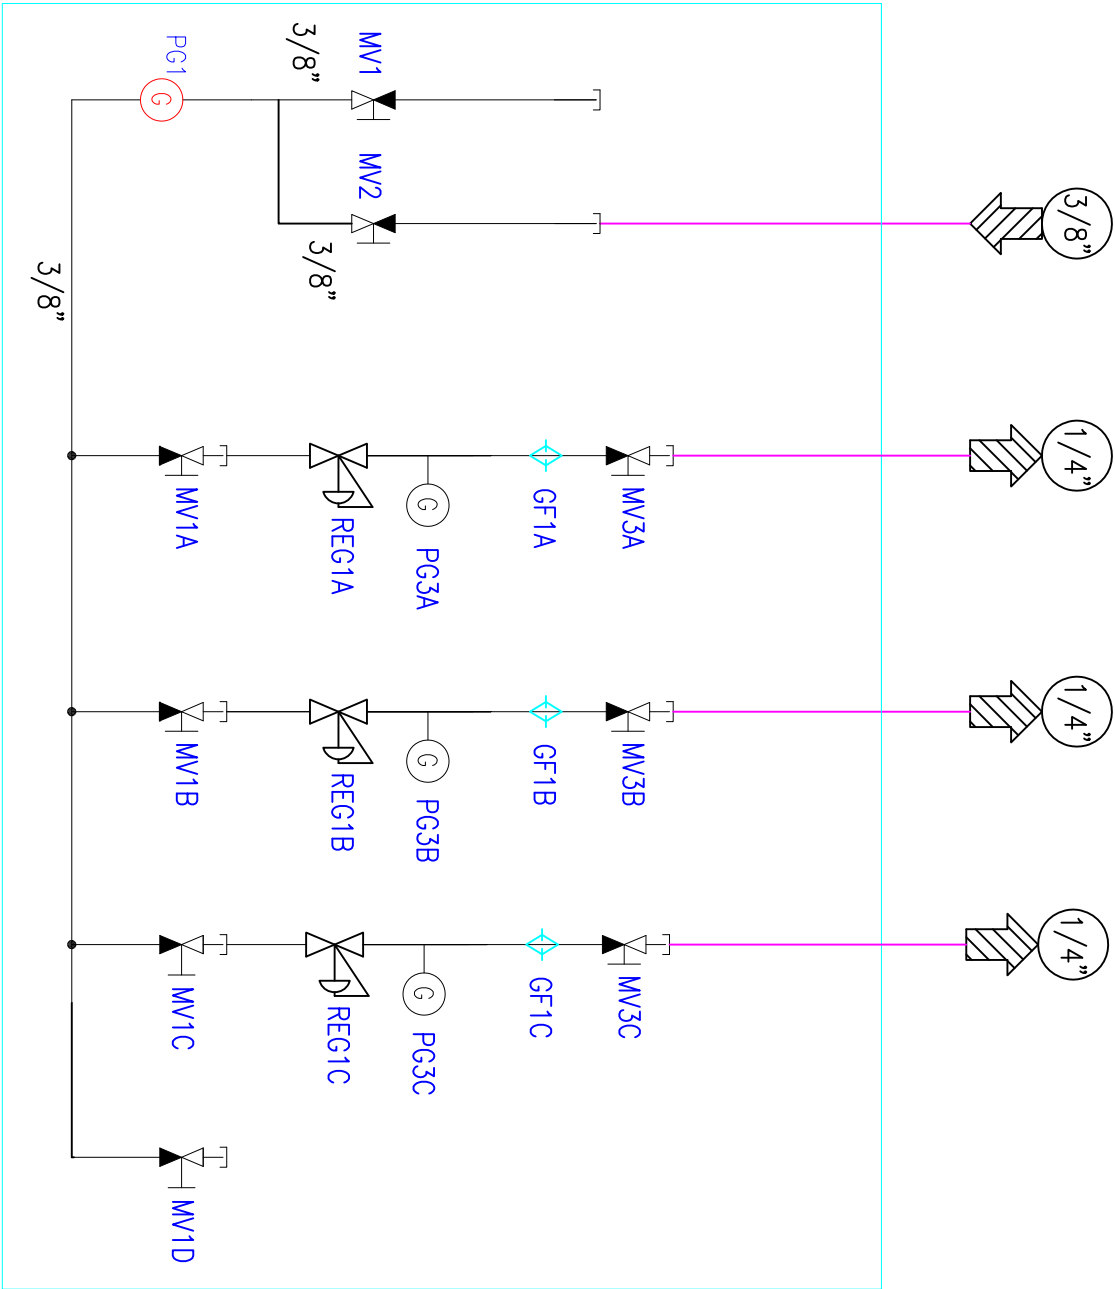 PG1
G
3/8"
MV1
MV2
3/8"
3/8"
3/8"
MV1A
REG1A
G
PG3A
GF1A
MV3A
1/4"
MV1B
REG1B
G
PG3B
GF1B
MV3B
1/4"
MV1C
REG1C
G
PG3C
GF1C
MV3C
1/4"
MV1D